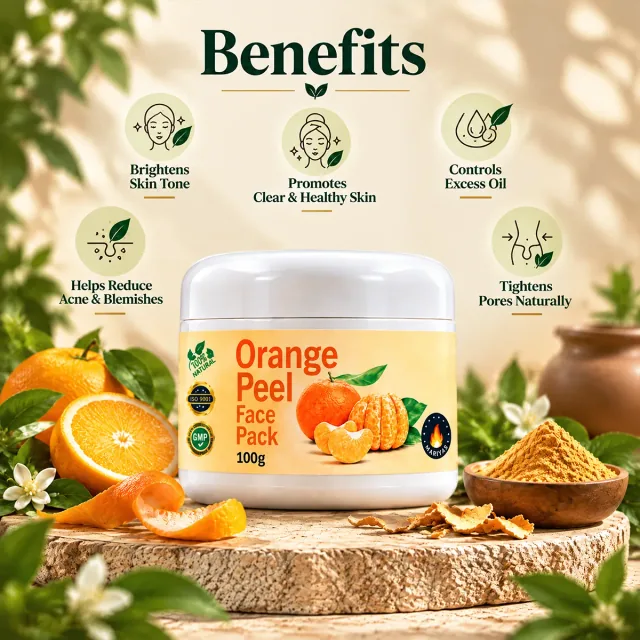 Benefits
Brightens
Skin Tone
Promotes
Clear & Healthy Skin
Controls
Excess Oil
Helps Reduce
Acne & Blemishes
Tightens
Pores Naturally
100%
NATURAL
ISO 9001
GMP
Orange
Peel
Face
Pack
100g